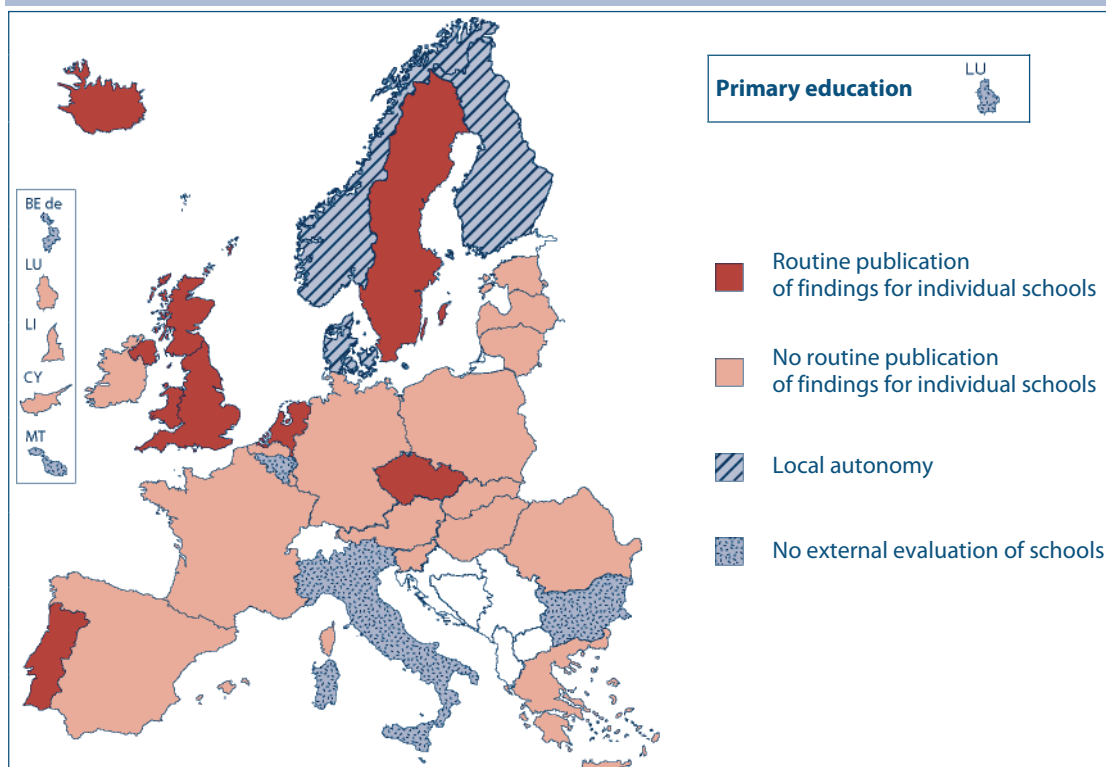 LU
Primary education
BE de
LU
LI
CY
MT
Routine publication
of findings for individual schools
No routine publication
of findings for individual schools
Local autonomy
No external evaluation of schools